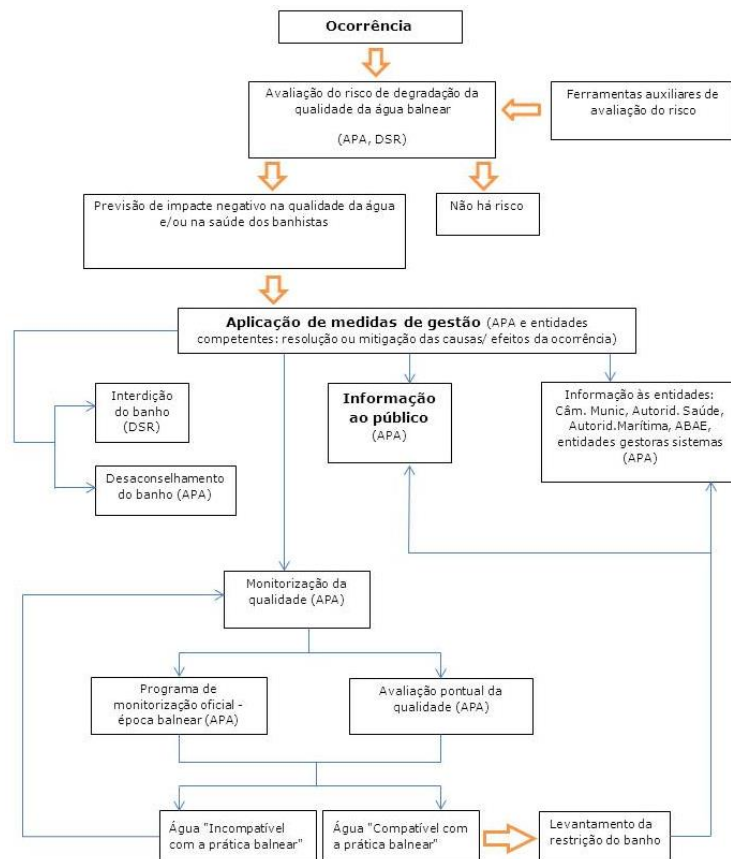 Ocorrência
Avaliação do risco de degradação da
qualidade da água balnear
(APA, DSR)
Ferramentas auxiliares de
avaliação do risco
Previsão de impacte negativo na qualidade da água
e/ou na saúde dos banhistas
Não há risco
Aplicação de medidas de gestão (APA e entidades
competentes: resolução ou mitigação das causas/ efeitos da ocorrência)
Interdição
do banho
(DSR)
Informação
ao público
(APA)
Informação às entidades:
Câm. Munic, Autorid. Saúde,
Autorid.Marítima, ABAE,
entidades gestoras sistemas
(APA)
Desaconselhamento
do banho (APA)
Monitorização da
qualidade (APA)
Programa de
monitorização oficial -
época balnear (APA)
Avaliação pontual da
qualidade (APA)
Água "Incompatível
com a prática balnear"
Água "Compatível com
a prática balnear"
Levantamento da
restrição do banho